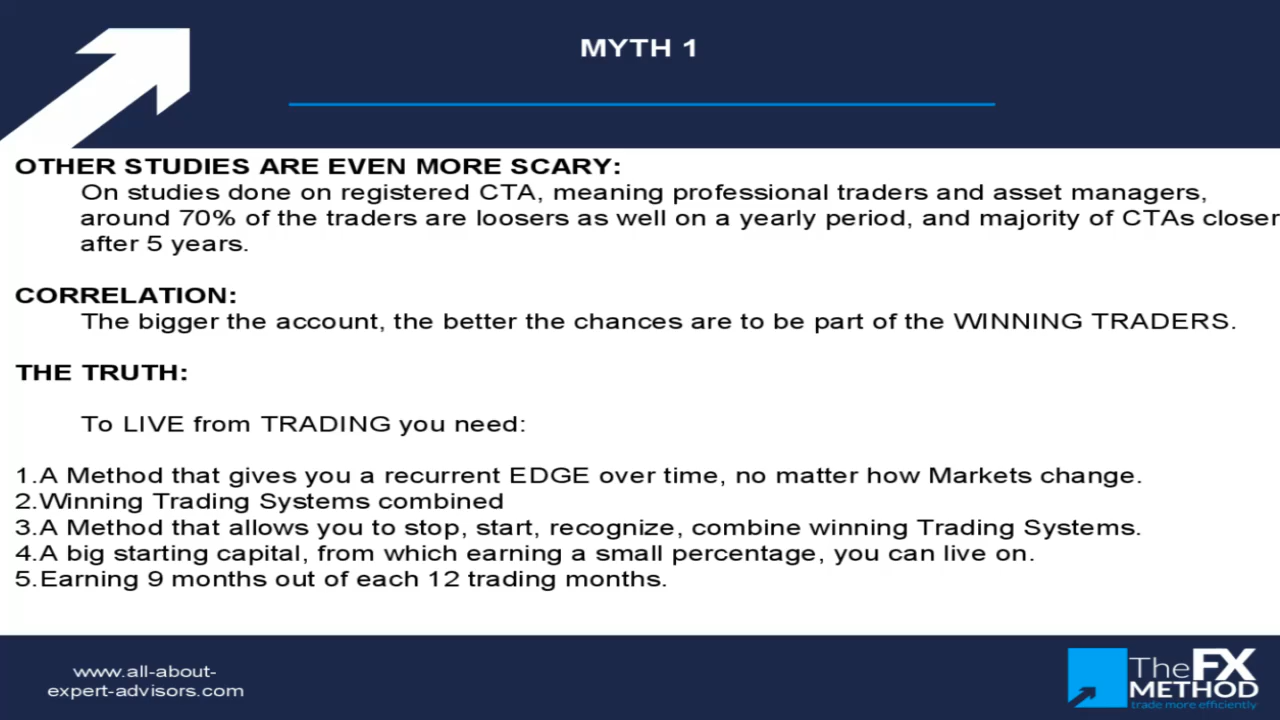 MYTH 1
OTHER STUDIES ARE EVEN MORE SCARY:
On studies done on registered CTA, meaning professional traders and asset managers,
around 70% of the traders are loosers as well on a yearly period, and majority of CTAs closer
after 5 years.
CORRELATION:
The bigger the account, the better the chances are to be part of the WINNING TRADERS.
THE TRUTH:
To LIVE from TRADING you need:
1.A Method that gives you a recurrent EDGE over time, no matter how Markets change.
2.Winning Trading Systems combined
3.A Method that allows you to stop, start, recognize, combine winning Trading Systems.
4.A big starting capital, from which earning a small percentage, you can live on.
5.Earning 9 months out of each 12 trading months.
www.all-about-
expert-advisors.com
The FX
METHOD
trade more efficiently